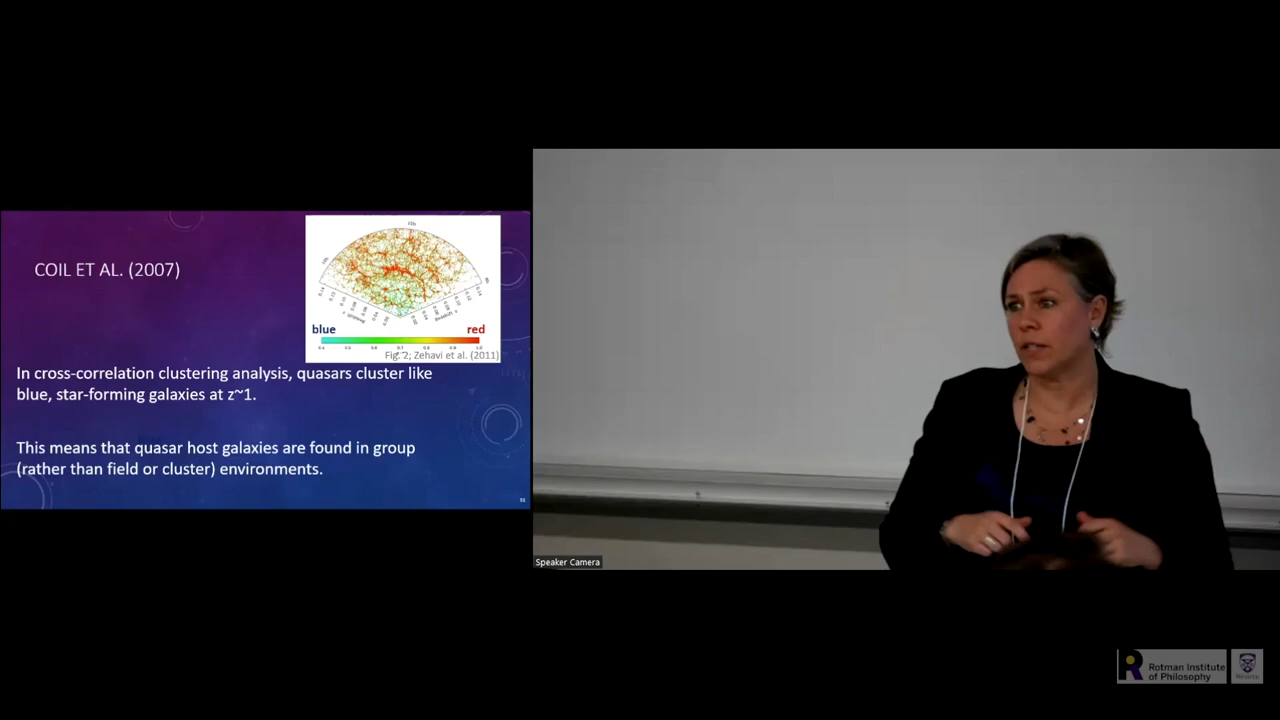 COIL ET AL. (2007)
blue
red
Fig. 2; Zehavi et al. (2011)
In cross-correlation clustering analysis, quasars cluster like
blue, star-forming galaxies at z~1.
This means that quasar host galaxies are found in group
(rather than field or cluster) environments.
Speaker Camera
Rotman Institute
of Philosophy